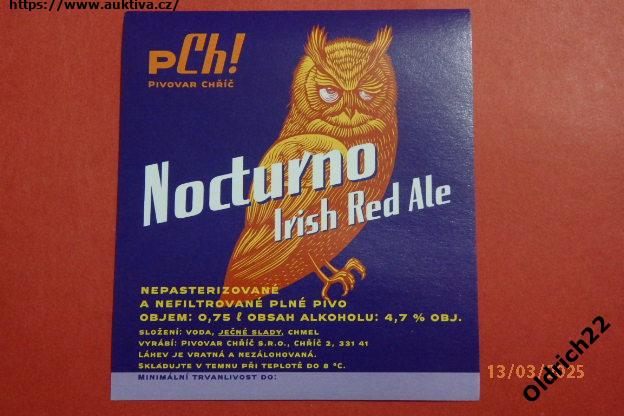 https://www.auktiva.cz/
PCh!
PIVOVAR CHŘÍČ
Nocturno
Irish Red Ale
NEPASTERIZOVANÉ
A NEFILTROVANÉ PLNÉ PIVO
OBJEM: 0,75 ℓ OBSAH ALKOHOLU: 4,7 % OBJ.
SLOŽENÍ: VODA, JEČNÉ SLADY, CHMEL
VYRÁBÍ: PIVOVAR CHŘÍČ S.R.O., CHŘÍČ 2, 331 41
LÁHEV JE VRATNÁ A NEZÁLOHOVANÁ.
SKLADUJTE V TEMNU PŘI TEPLOTĚ DO 8 °C.
MINIMÁLNÍ TRVANLIVOST DO:
13/03/2025
Oldrich22